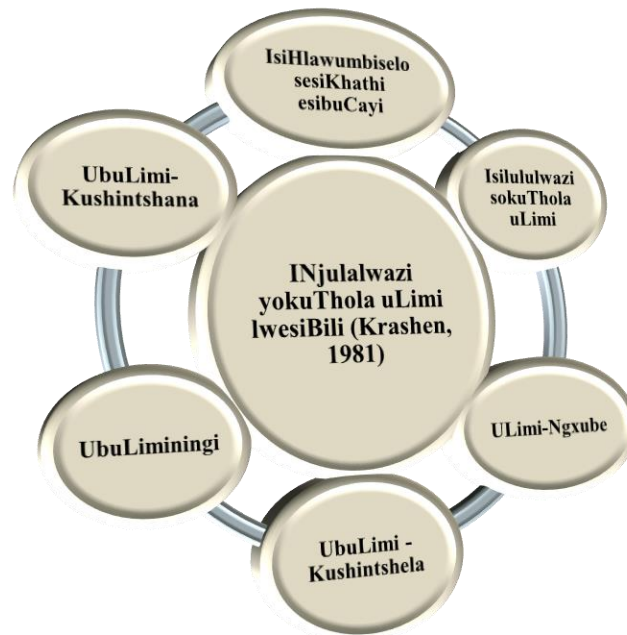 IsiHlawumbiselo
sesiKhathi
esibuCayi
UbuLimi-
Kushintshana
Isilululwazi
sokuThola
uLimi
INjulalwazi
yokuThola uLimi
lwesiBili (Krashen,
1981)
ULimi-Ngxube
UbuLiminingi
UbuLimi -
Kushintshela